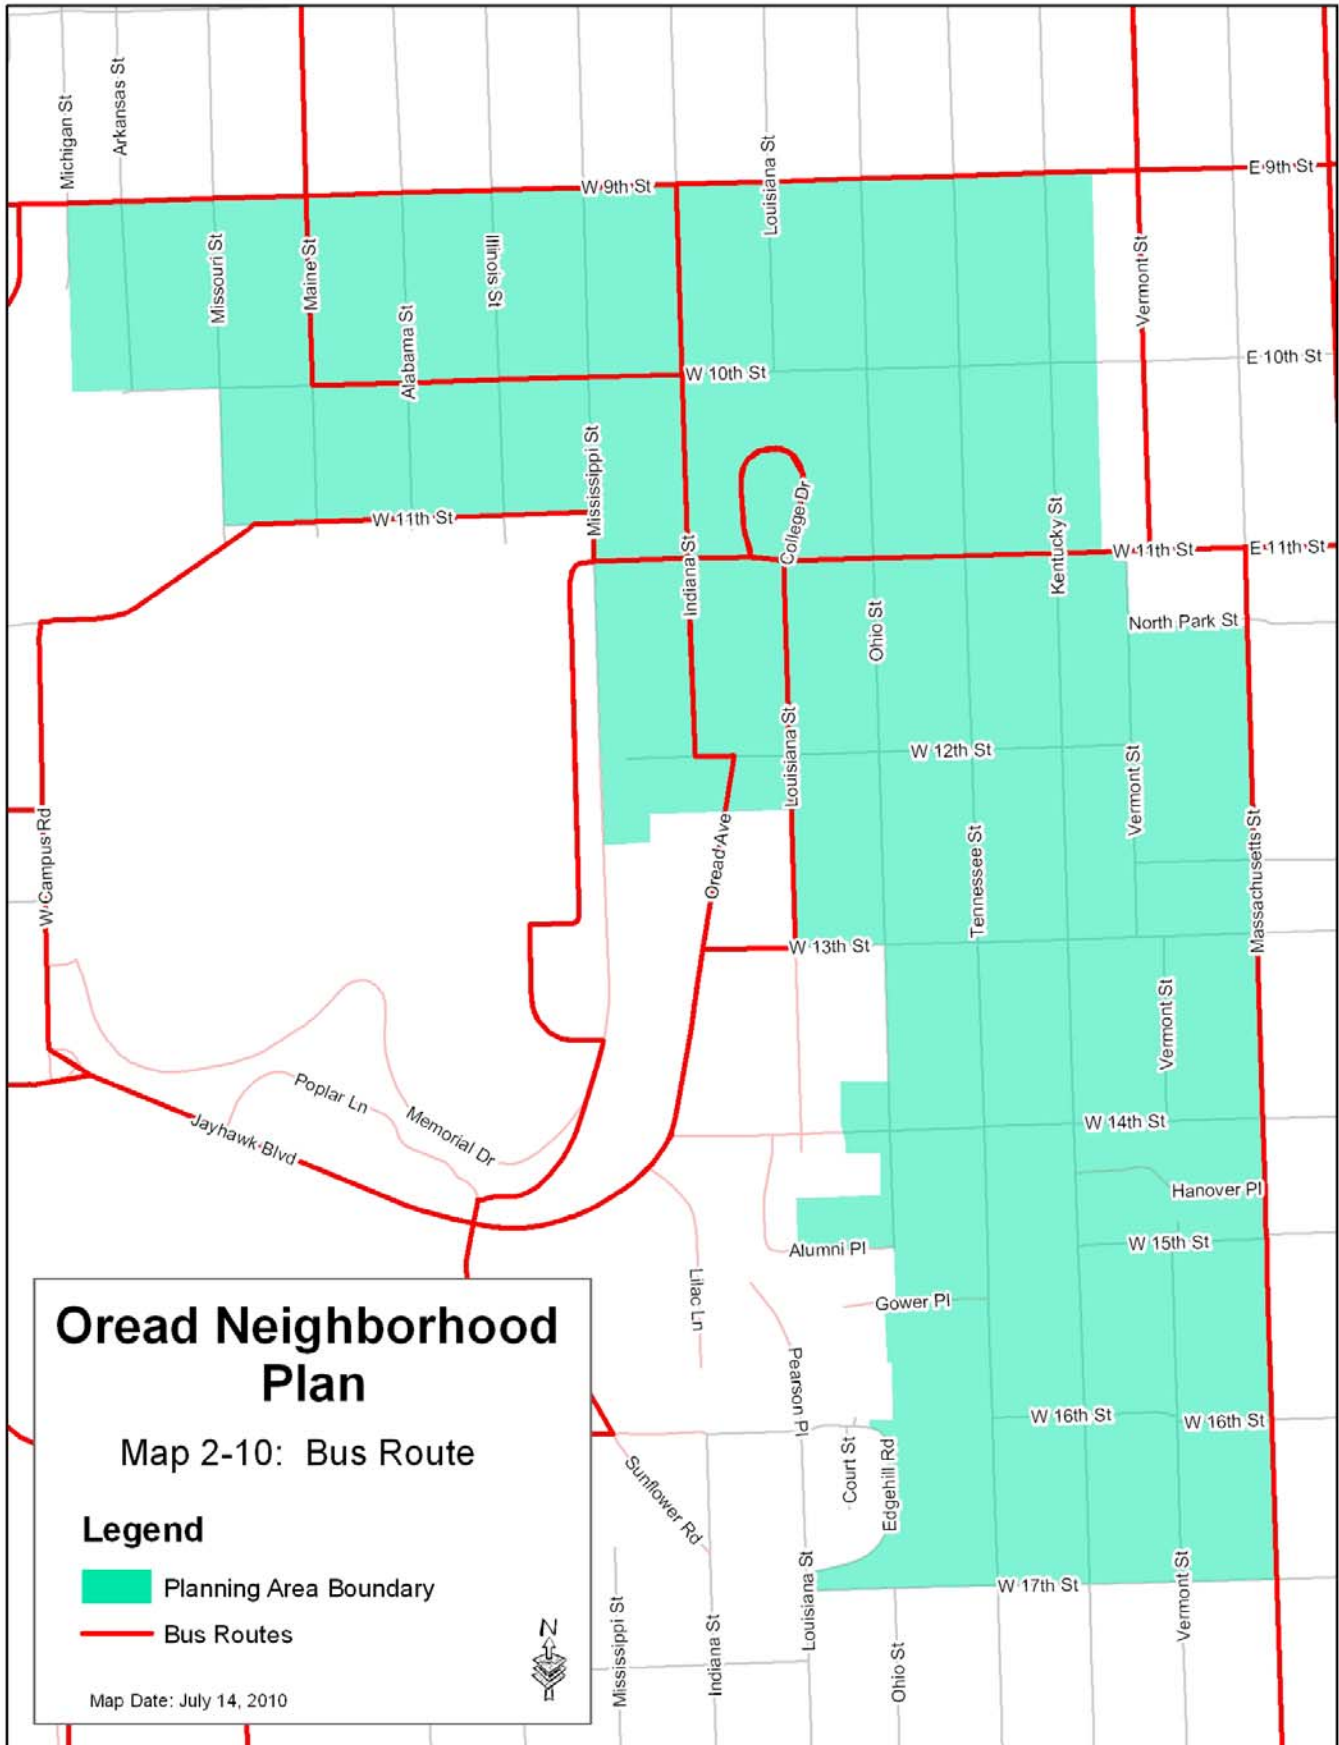 Michigan St
Arkansas St
Louisiana St
W 9th St
E 9th St
Missouri St
Maine St
Alabama St
Illinois St
Vermont St
W 10th St
E 10th St
Mississippi St
W 11th St
College Dr
Indiana St
Kentucky St
W 11th St
E 11th St
Ohio St
North Park St
Louisiana St
W 12th St
Vermont St
W Campus Rd
Oread Ave
Tennessee St
Massachusetts St
W 13th St
Vermont St
Poplar Ln
Memorial Dr
Jayhawk Blvd
W 14th St
Hanover Pl
Alumni Pl
W 15th St
Lilac Ln
Gower Pl
Pearson Pl
W 16th St
W 16th St
Court St
Edgehill Rd
Sunflower Rd
Louisiana St
W 17th St
Vermont St
Mississippi St
Indiana St
Ohio St
Oread Neighborhood
Plan
Map 2-10: Bus Route
Legend
Planning Area Boundary
Bus Routes
N
Map Date: July 14, 2010